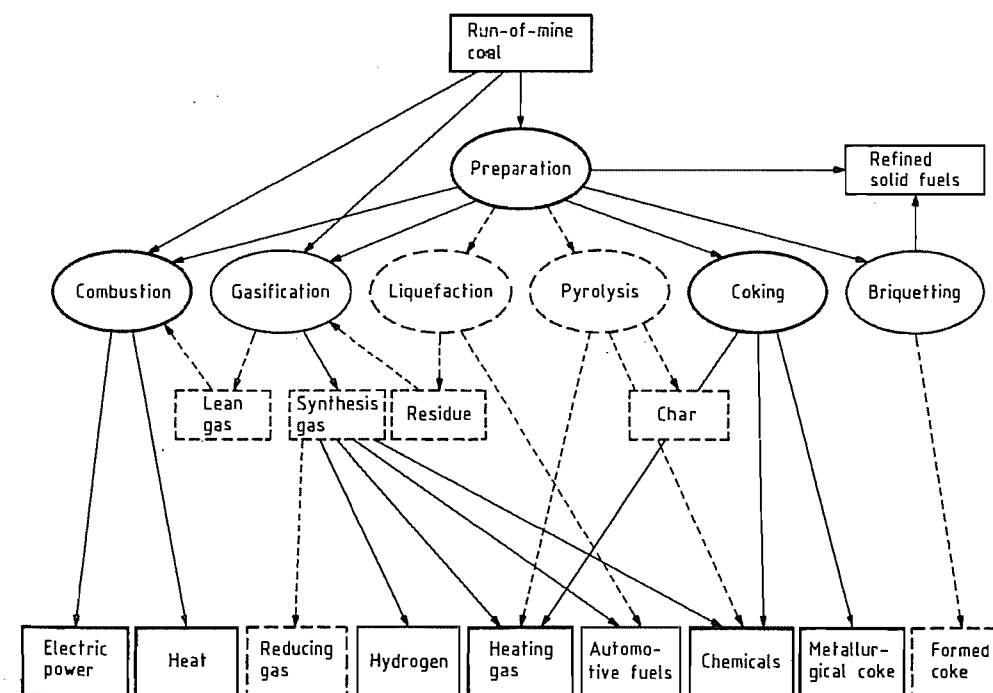 Run-of-mine
coal
Preparation
Refined
solid fuels
Combustion
Gasification
Liquefaction
Pyrolysis
Coking
Briquetting
Lean
gas
Synthesis
gas
Residue
Char
Electric
power
Heat
Reducing
gas
Hydrogen
Heating
gas
Automo-
tive fuels
Chemicals
Metallur-
gical coke
Formed
coke